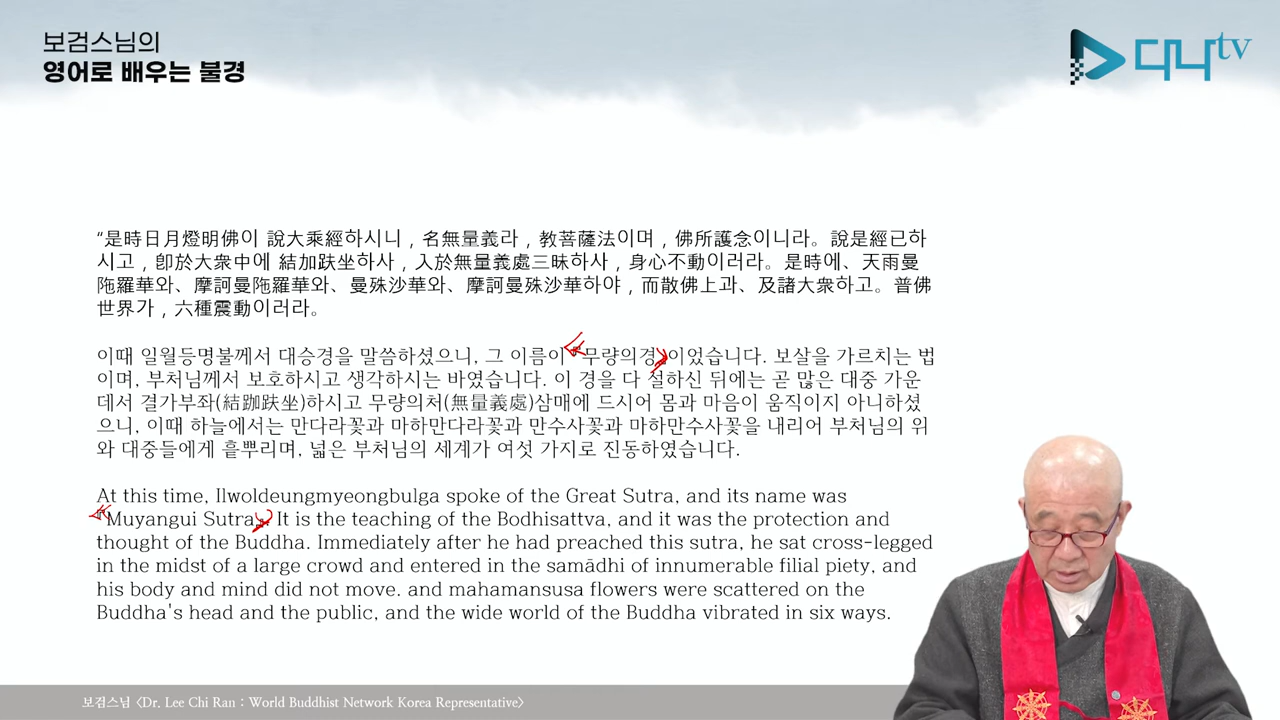 보검스님의
영어로 배우는 불경
다나tv
“是時日月燈明佛이 說大乘經하시니 , 名無量義라 , 教菩薩法이며 , 佛所護念이니라。說是經已하
시고 , 卽於大衆中에 結加趺坐하사 , 入於無量義處三昧하사 , 身心不動이러라。是時에、天雨曼
陁羅華와、摩訶曼陁羅華와、曼殊沙華와、摩訶曼殊沙華하야 , 而散佛上과、及諸大衆하고。普佛
世界가 , 六種震動이러라。
이때 일월등명불께서 대승경을 말씀하셨으니, 그 이름이 『무량의경』이었습니다. 보살을 가르치는 법
이며, 부처님께서 보호하시고 생각하시는 바였습니다. 이 경을 다 설하신 뒤에는 곧 많은 대중 가운
데서 결가부좌(結跏趺坐)하시고 무량의처(無量義處)삼매에 드시어 몸과 마음이 움직이지 아니하셨
으니, 이때 하늘에서는 만다라꽃과 마하만다라꽃과 만수사꽃과 마하만수사꽃을 내리어 부처님의 위
와 대중들에게 흩뿌리며, 넓은 부처님의 세계가 여섯 가지로 진동하였습니다.
At this time, Ilwoldeungmyeongbulga spoke of the Great Sutra, and its name was
『Muyangui Sutra』 It is the teaching of the Bodhisattva, and it was the protection and
thought of the Buddha. Immediately after he had preached this sutra, he sat cross-legged
in the midst of a large crowd and entered in the samādhi of innumerable filial piety, and
his body and mind did not move. and mahamansusa flowers were scattered on the
Buddha's head and the public, and the wide world of the Buddha vibrated in six ways.
보검스님 <Dr. Lee Chi Ran : World Buddhist Network Korea Representative>